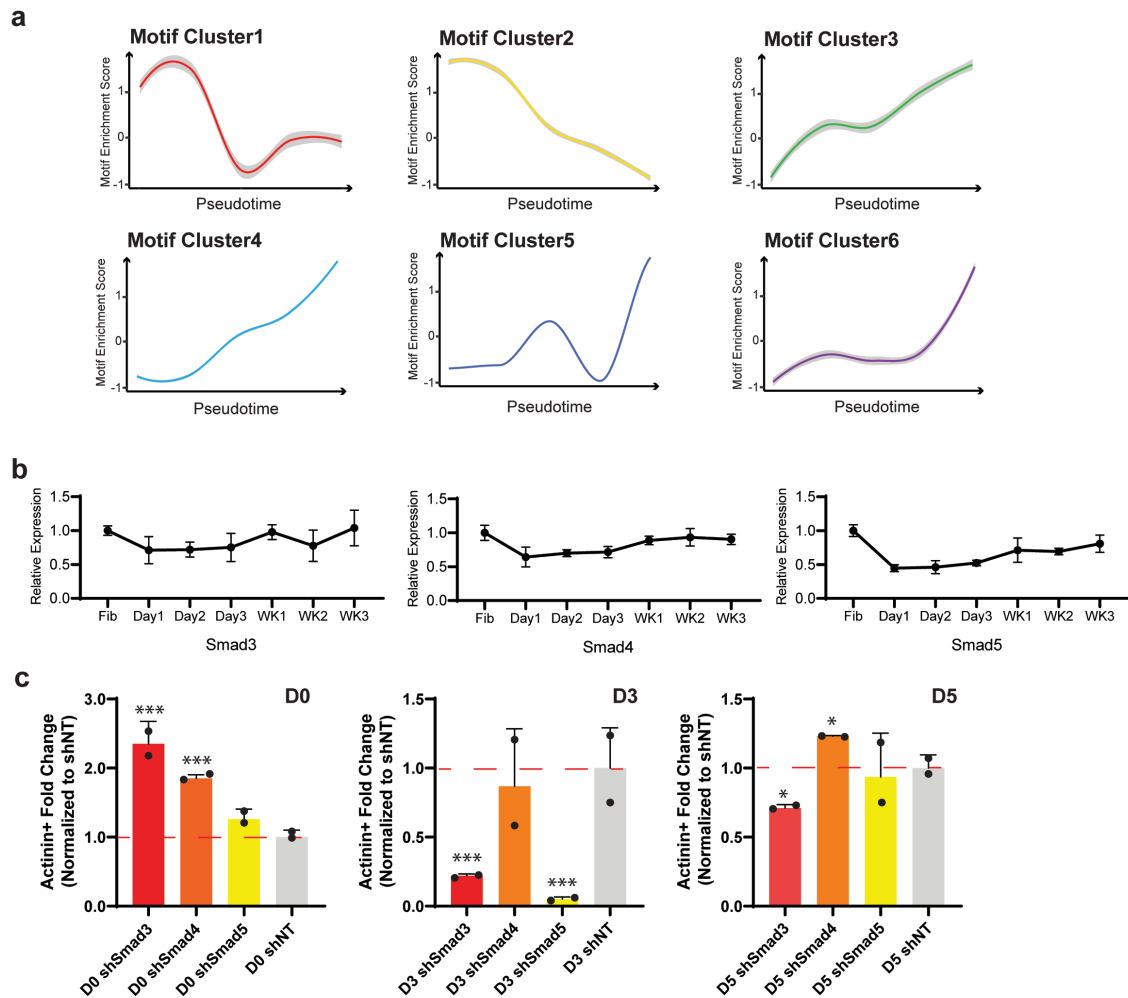 a
Motif Cluster1
Motif Enrichment Score
1
0
-1
Pseudotime
Motif Cluster2
Motif Enrichment Score
1
0
-1
Pseudotime
Motif Cluster3
Motif Enrichment Score
1
0
-1
Pseudotime
Motif Cluster4
Motif Enrichment Score
1
0
-1
Pseudotime
Motif Cluster5
Motif Enrichment Score
1
0
-1
Pseudotime
Motif Cluster6
Motif Enrichment Score
1
0
-1
Pseudotime
b
Relative Expression
1.5
1.0
0.5
0.0
Fib Day1 Day2 Day3 WK1 WK2 WK3
Smad3
Relative Expression
1.5
1.0
0.5
0.0
Fib Day1 Day2 Day3 WK1 WK2 WK3
Smad4
Relative Expression
1.5
1.0
0.5
0.0
Fib Day1 Day2 Day3 WK1 WK2 WK3
Smad5
c
D0
Actinin+ Fold Change
(Normalized to shNT)
3.0
2.0
1.0
0.0
***
***
D0 shSmad3
D0 shSmad4
D0 shSmad5
D0 shNT
D3
Actinin+ Fold Change
(Normalized to shNT)
1.5
1.0
0.5
0.0
***
***
D3 shSmad3
D3 shSmad4
D3 shSmad5
D3 shNT
D5
Actinin+ Fold Change
(Normalized to shNT)
1.5
1.0
0.5
0.0
*
*
D5 shSmad3
D5 shSmad4
D5 shSmad5
D5 shNT